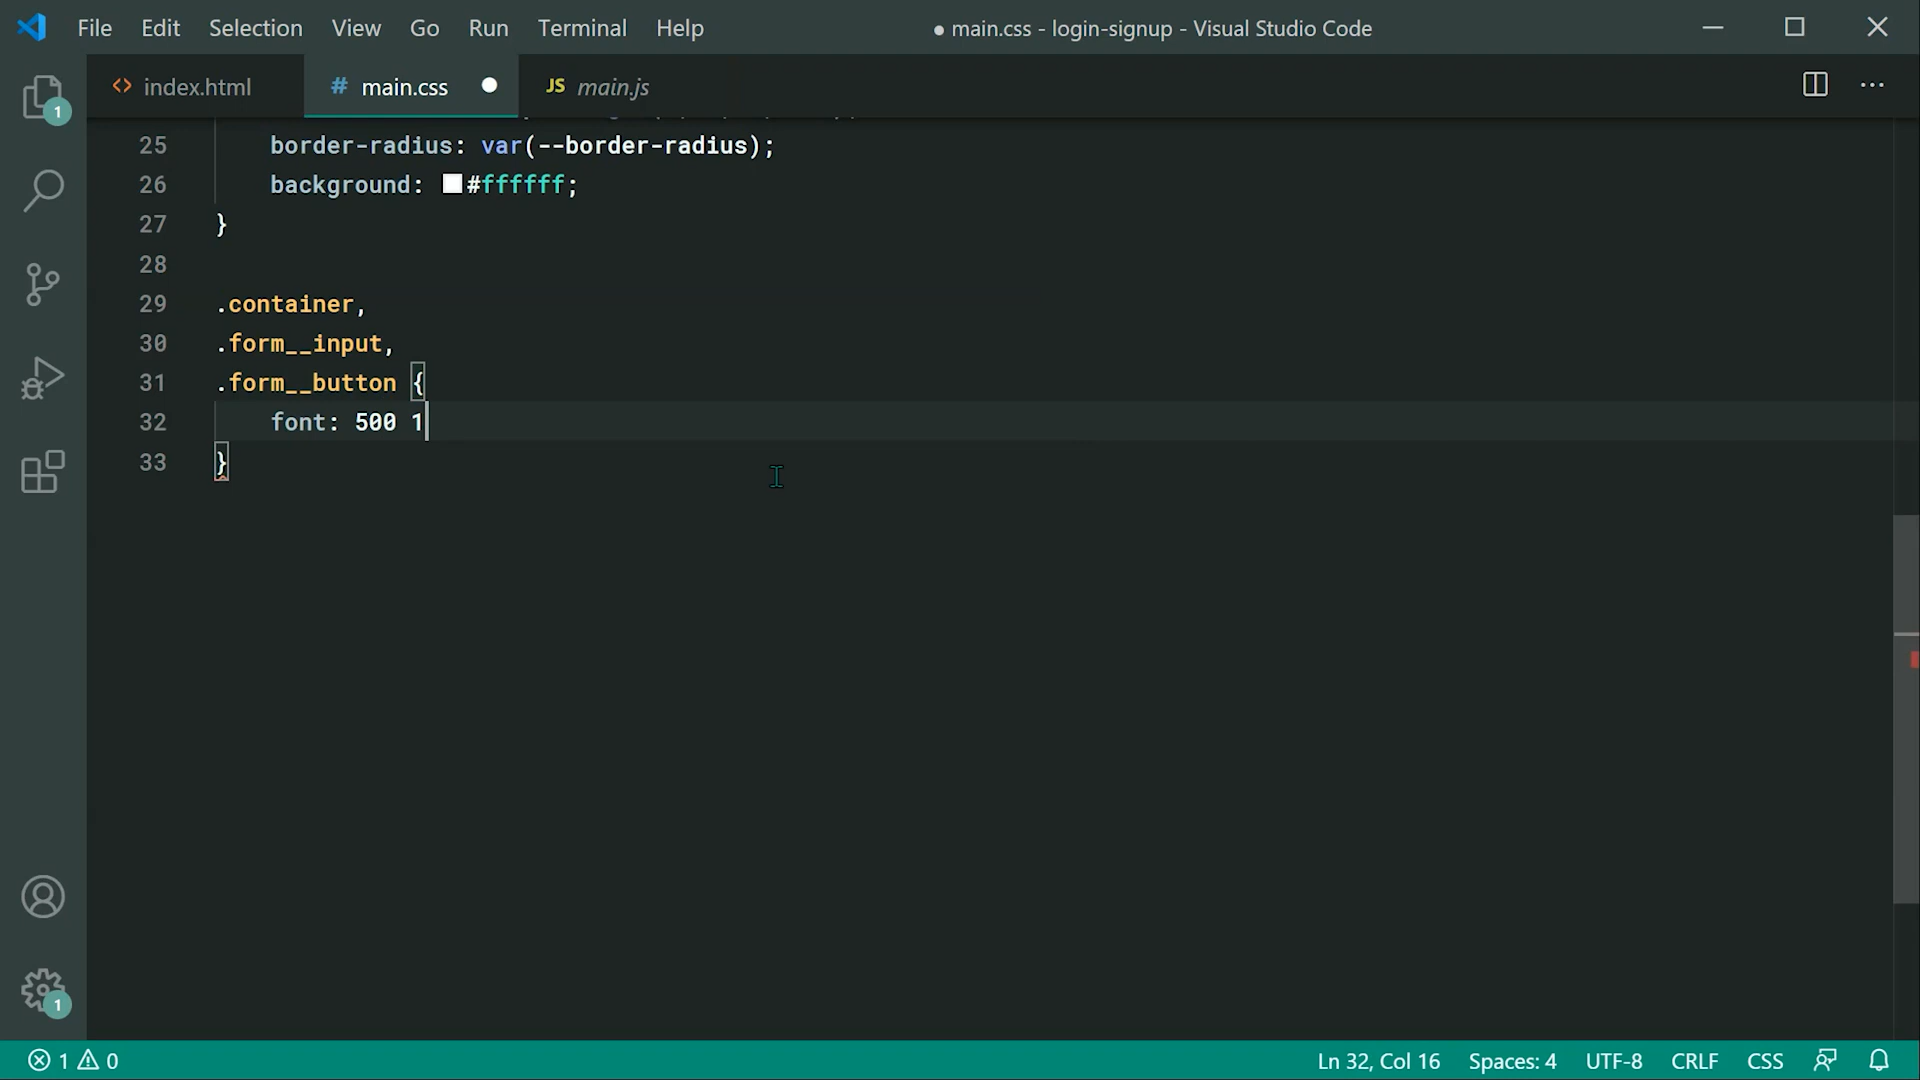 File Edit Selection View Go Run Terminal Help ● main.css - login-signup - Visual Studio Code
<> index.html # main.css ● JS main.js ···
1
25 border-radius: var(--border-radius);
26 background: #ffffff;
27 }
28
29 .container,
30 .form__input,
31 .form__button {
32 font: 500 1
33 }
1
1 0 Ln 32, Col 16 Spaces: 4 UTF-8 CRLF CSS